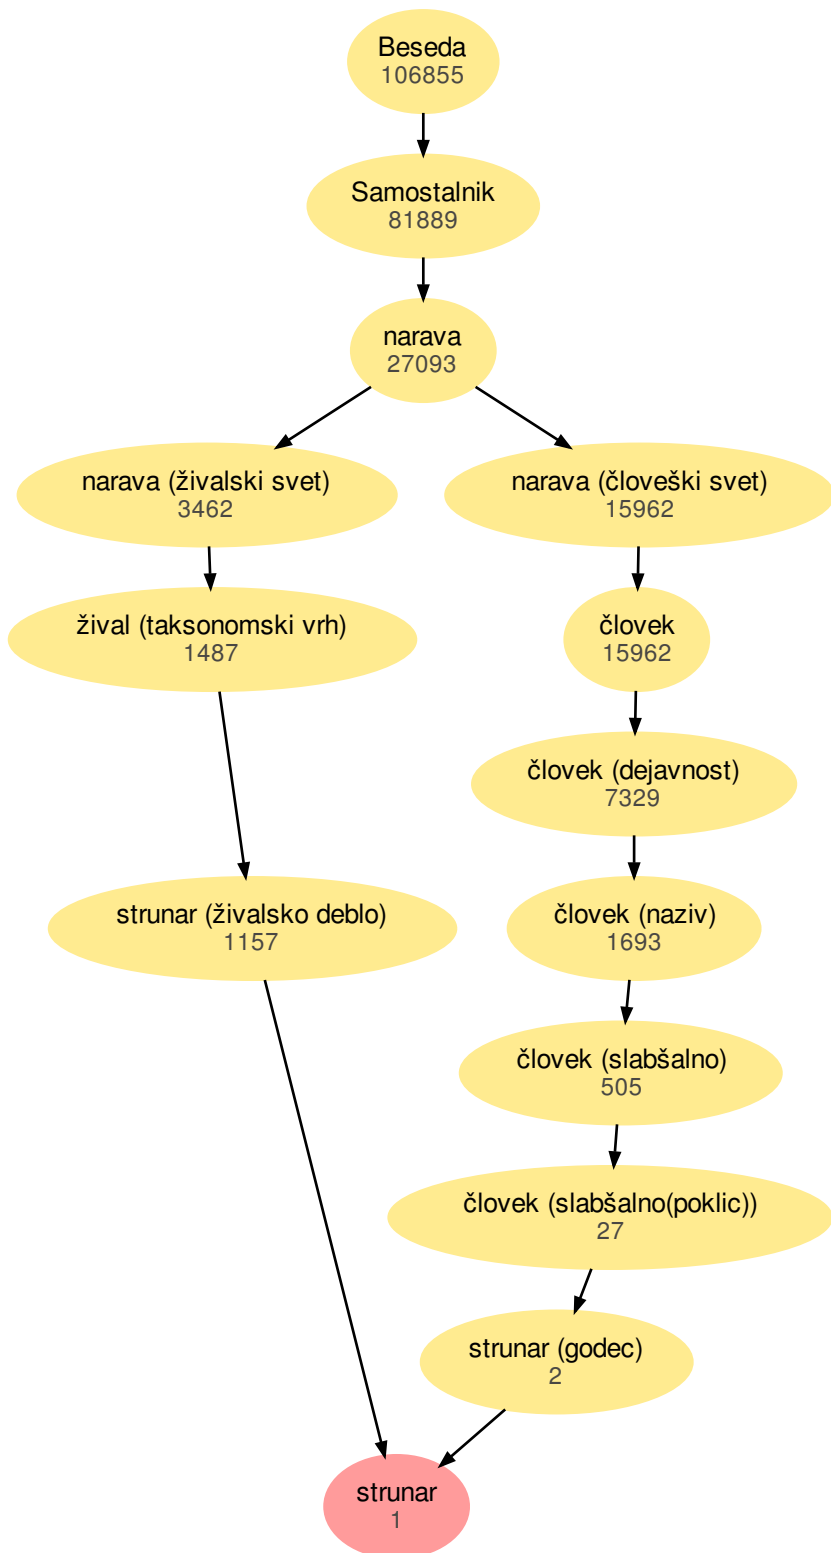 Beseda
106855
Samostalnik
81889
narava
27093
narava (živalski svet)
3462
narava (človeški svet)
15962
žival (taksonomski vrh)
1487
človek
15962
človek (dejavnost)
7329
strunar (živalsko deblo)
1157
človek (naziv)
1693
človek (slabšalno)
505
človek (slabšalno(poklic))
27
strunar (godec)
2
strunar
1